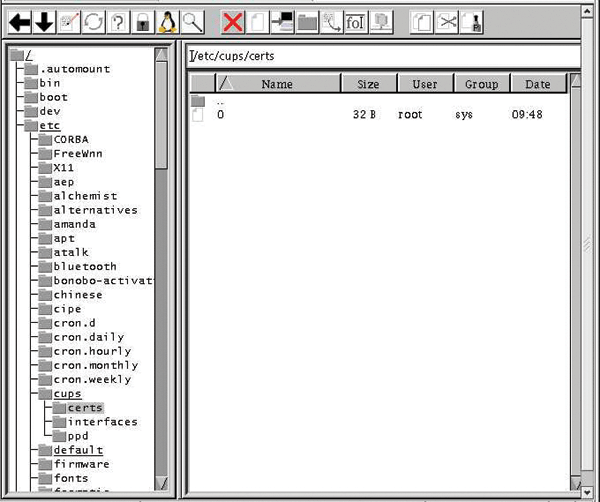 fol
/etc/cups/certs
/
.automount
bin
boot
dev
etc
CORBA
FreeWnn
X11
aep
alchemist
alternatives
amanda
apt
atalk
bluetooth
bonobo-activat
chinese
cipe
cron.d
cron.daily
cron.hourly
cron.monthly
cron.weekly
cups
certs
interfaces
ppd
default
firmware
fonts
Name Size User Group Date
..
0 32 B root sys 09:48